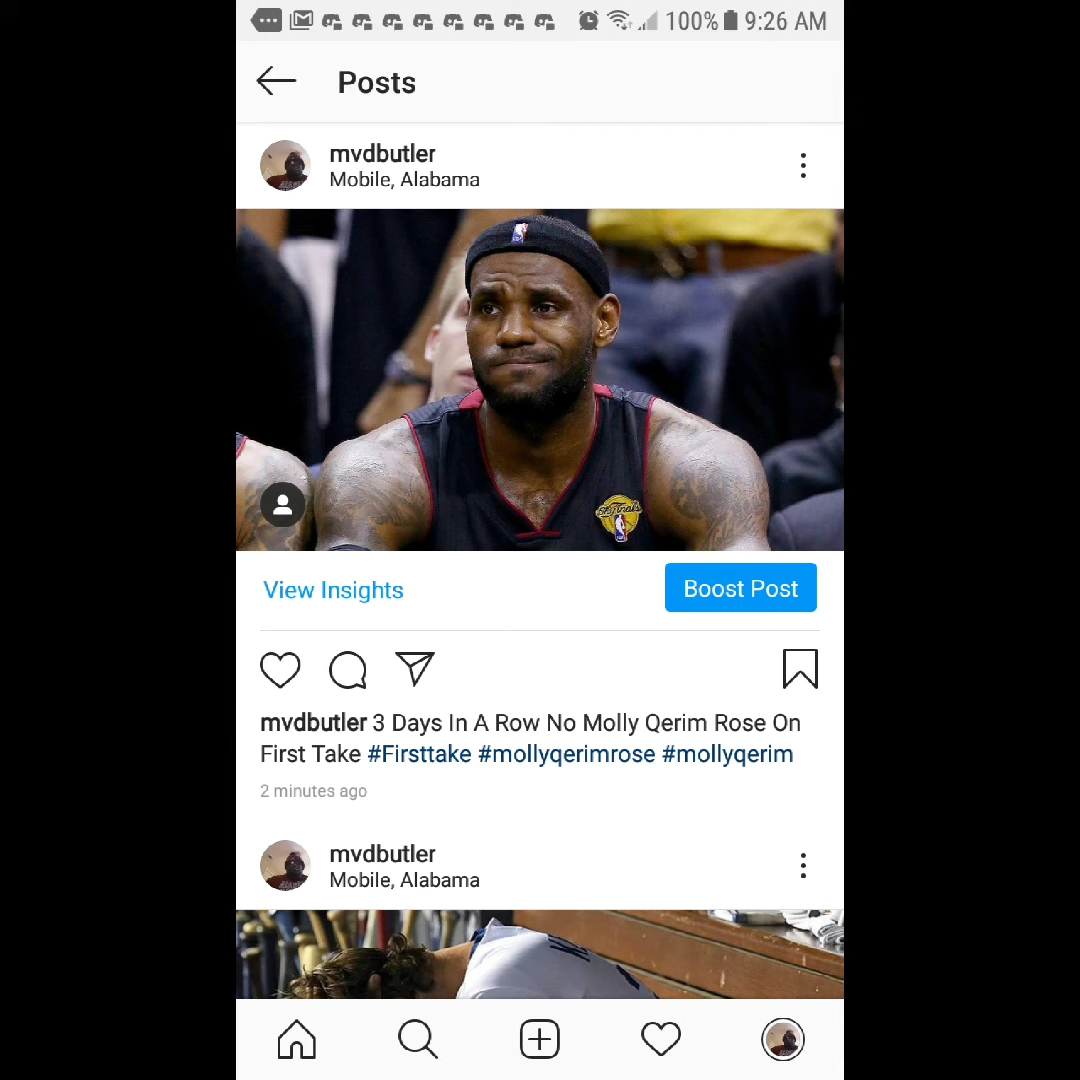 100% 9:26 AM
Posts
mvdbutler
Mobile, Alabama
View Insights
Boost Post
mvdbutler 3 Days In A Row No Molly Qerim Rose On
First Take #Firsttake #mollyqerimrose #mollyqerim
2 minutes ago
mvdbutler
Mobile, Alabama